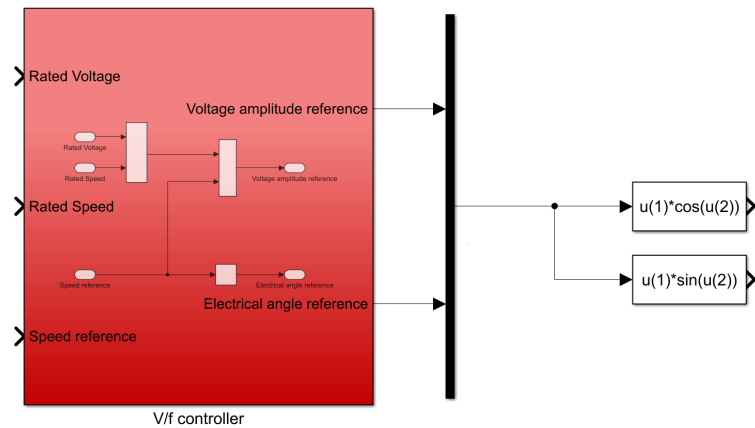 Rated Voltage
Voltage amplitude reference
Rated Voltage
Rated Speed
Voltage amplitude reference
Rated Speed
u(1)*cos(u(2))
Speed reference
Electrical angle reference
u(1)*sin(u(2))
Electrical angle reference
Speed reference
V/f controller